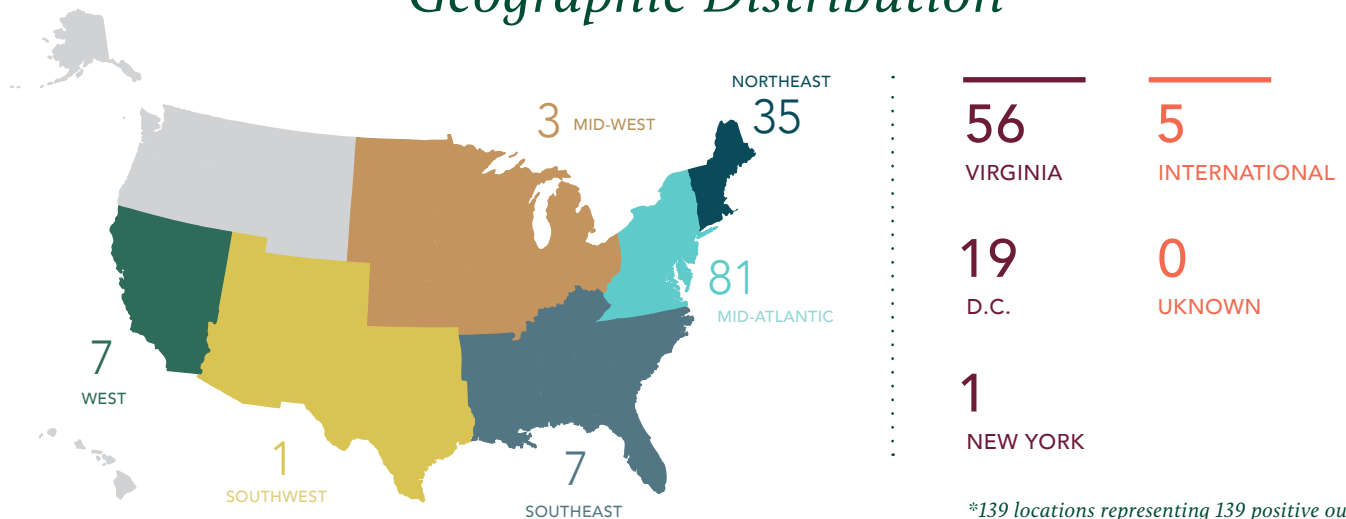 Geographic Distribution
NORTHEAST
35
3 MID-WEST
81
MID-ATLANTIC
7
WEST
1
SOUTHWEST
7
SOUTHEAST
56
VIRGINIA
5
INTERNATIONAL
19
D.C.
0
UKNOWN
1
NEW YORK
*139 locations representing 139 positive ou